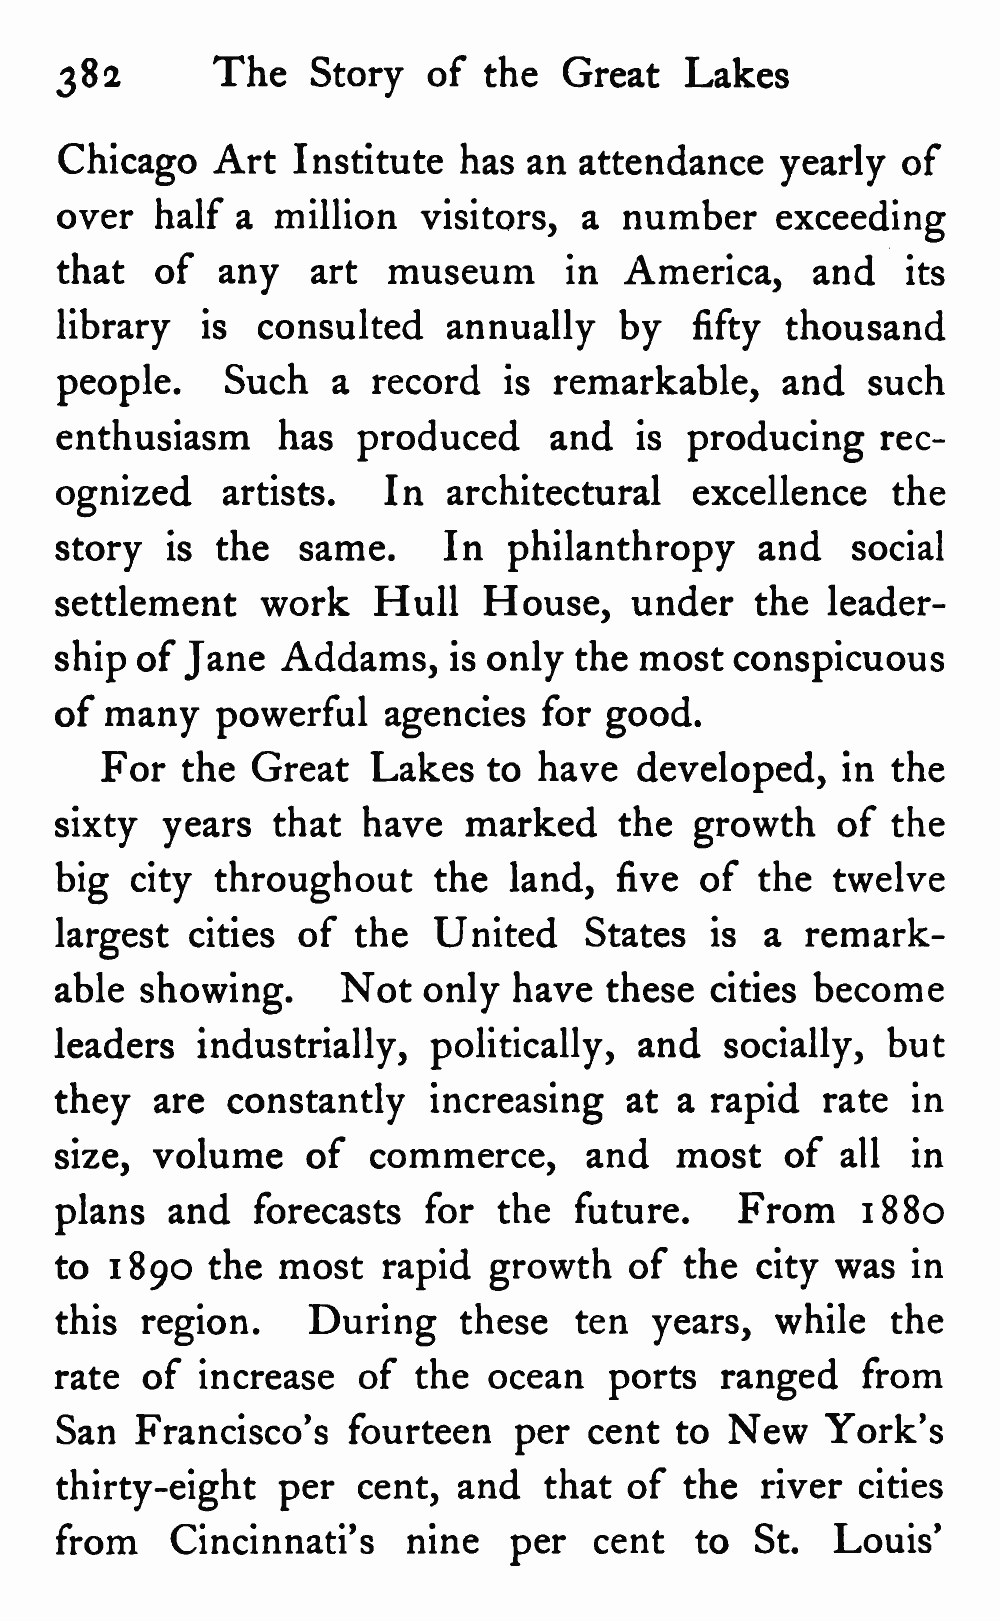 382 The Story of the Great Lakes
Chicago Art Institute has an attendance yearly of
over half a million visitors, a number exceeding
that of any art museum in America, and its
library is consulted annually by fifty thousand
people. Such a record is remarkable, and such
enthusiasm has produced and is producing rec-
ognized artists. In architectural excellence the
story is the same. In philanthropy and social
settlement work Hull House, under the leader-
ship of Jane Addams, is only the most conspicuous
of many powerful agencies for good.
For the Great Lakes to have developed, in the
sixty years that have marked the growth of the
big city throughout the land, five of the twelve
largest cities of the United States is a remark-
able showing. Not only have these cities become
leaders industrially, politically, and socially, but
they are constantly increasing at a rapid rate in
size, volume of commerce, and most of all in
plans and forecasts for the future. From 1880
to 1890 the most rapid growth of the city was in
this region. During these ten years, while the
rate of increase of the ocean ports ranged from
San Francisco's fourteen per cent to New York's
thirty-eight per cent, and that of the river cities
from Cincinnati's nine per cent to St. Louis'